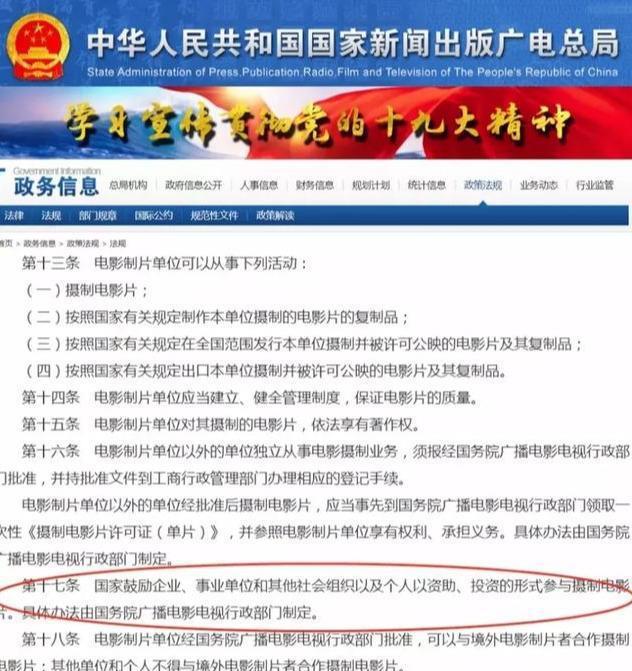 中华人民共和国国家新闻出版广电总局
State Administration of Press,Publication,Radio,Film and Television of The People's Republic of China
学习宣传贯彻党的十九大精神
Government Information
政务信息 总局机构 政府信息公开 人事信息 财务信息 规划计划 统计信息 政策法规 业务动态 行业监管
法律 法规 部门规章 国际公约 规范性文件 政策解读
首页 > 政务信息 > 政策法规 > 法规
第十三条 电影制片单位可以从事下列活动：
（一）摄制电影片；
（二）按照国家有关规定制作本单位摄制的电影片的复制品；
（三）按照国家有关规定在全国范围发行本单位摄制并被许可公映的电影片及其复制品；
（四）按照国家有关规定出口本单位摄制并被许可公映的电影片及其复制品。
第十四条 电影制片单位应当建立、健全管理制度，保证电影片的质量。
第十五条 电影制片单位对其摄制的电影片，依法享有著作权。
第十六条 电影制片单位以外的单位独立从事电影摄制业务，须报经国务院广播电影电视行政部
门批准，并持批准文件到工商行政管理部门办理相应的登记手续。
电影制片单位以外的单位经批准后摄制电影片，应当事先到国务院广播电影电视行政部门领取一
次性《摄制电影片许可证（单片）》，并参照电影制片单位享有权利、承担义务。具体办法由国务院
广播电影电视行政部门制定。
第十七条 国家鼓励企业、事业单位和其他社会组织以及个人以资助、投资的形式参与摄制电影
片。具体办法由国务院广播电影电视行政部门制定。
第十八条 电影制片单位经国务院广播电影电视行政部门批准，可以与境外电影制片者合作摄制
电影片；其他单位和个人不得与境外电影制片者合作摄制电影片。